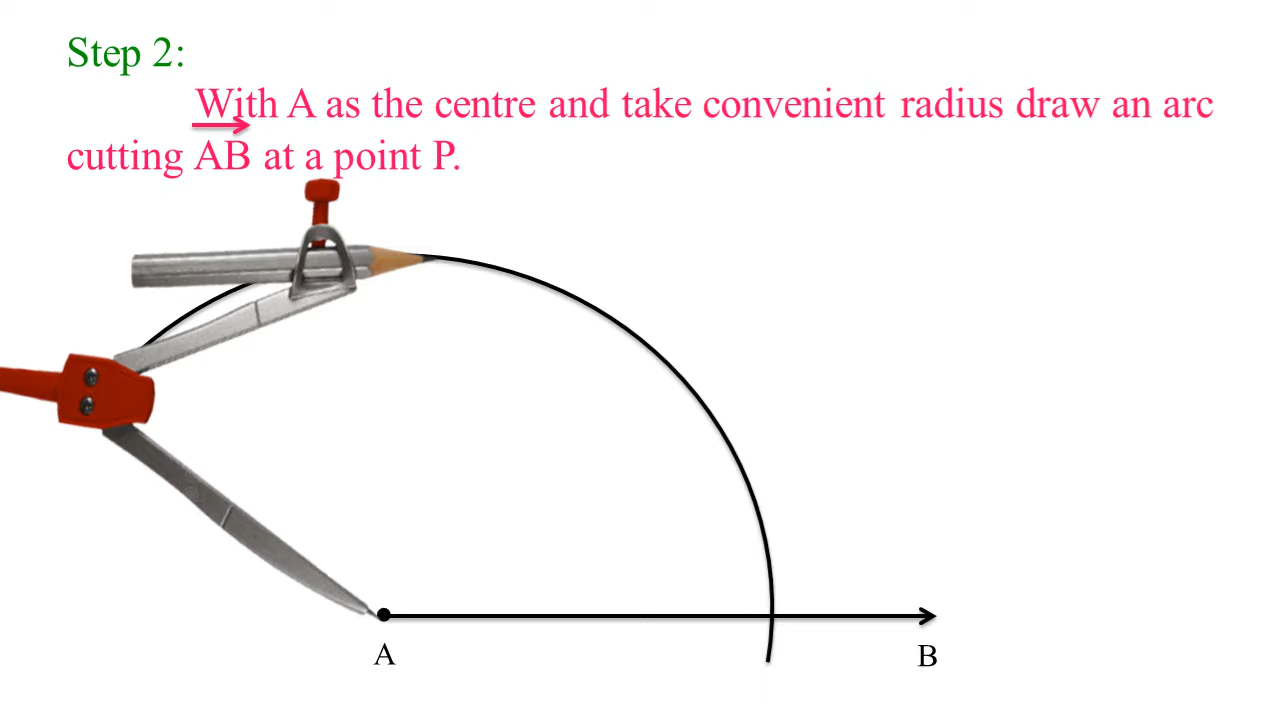 Step 2:
With A as the centre and take convenient radius draw an arc
cutting AB at a point P.
A
B